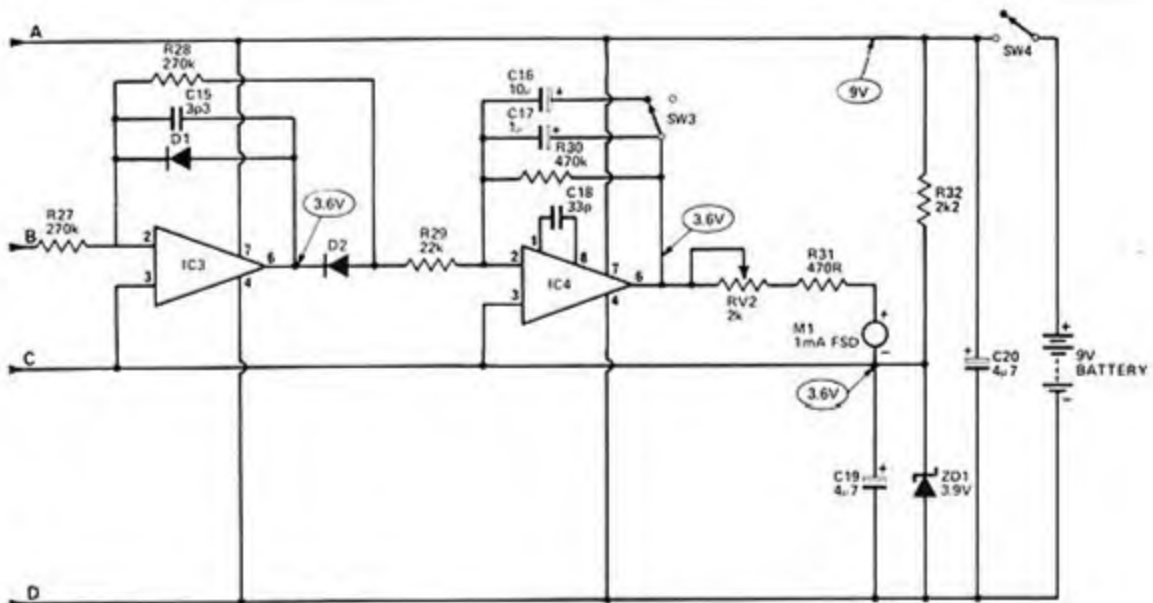 A
R28
270k
C15
3p3
D1
B
R27
270k
2
3
IC3
7
6
4
3.6V
D2
R29
22k
C16
10μ
+
C17
1μ
+
SW3
R30
470k
C18
33p
1
8
2
3
IC4
7
6
4
3.6V
RV2
2k
R31
470R
+
M1
1mA FSD
-
3.6V
9V
SW4
R32
2k2
+
C20
4μ7
+
9V
BATTERY
-
C
+
C19
4μ7
ZD1
3.9V
D